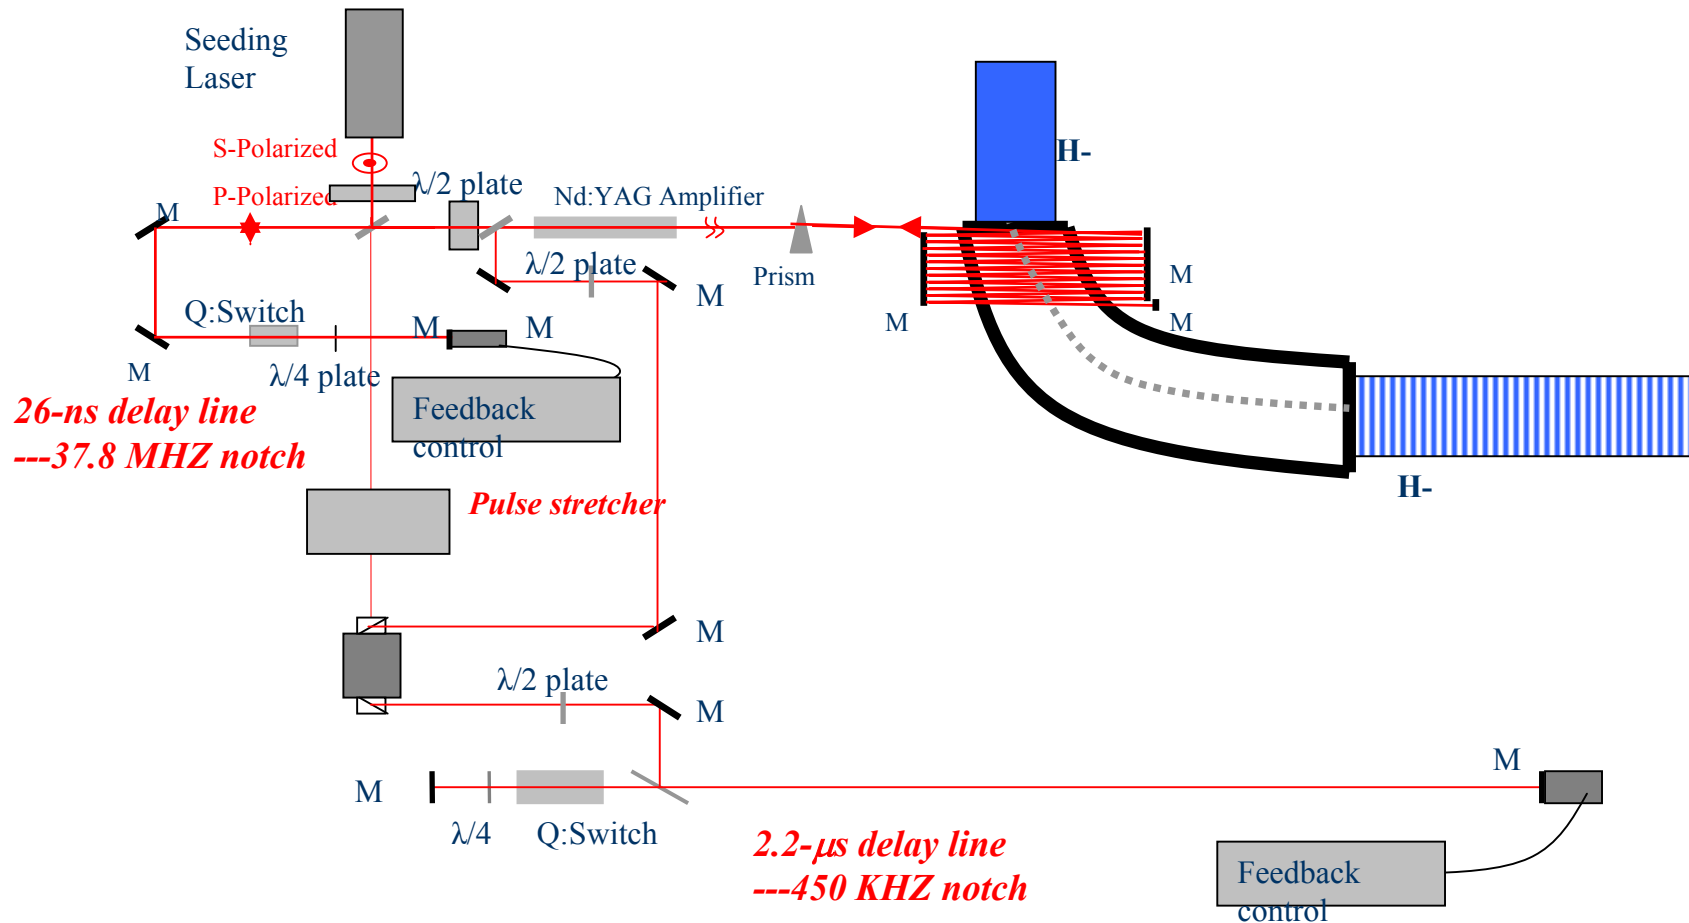 Seeding
Laser
S-Polarized
P-Polarized
M
λ/2 plate
Nd:YAG Amplifier
H-
λ/2 plate
M
Prism
M
M
M
Q:Switch
M
M
M
λ/4 plate
26-ns delay line
---37.8 MHZ notch
Feedback
control
H-
Pulse stretcher
M
λ/2 plate
M
M
λ/4
Q:Switch
M
2.2-μs delay line
---450 KHZ notch
Feedback
control